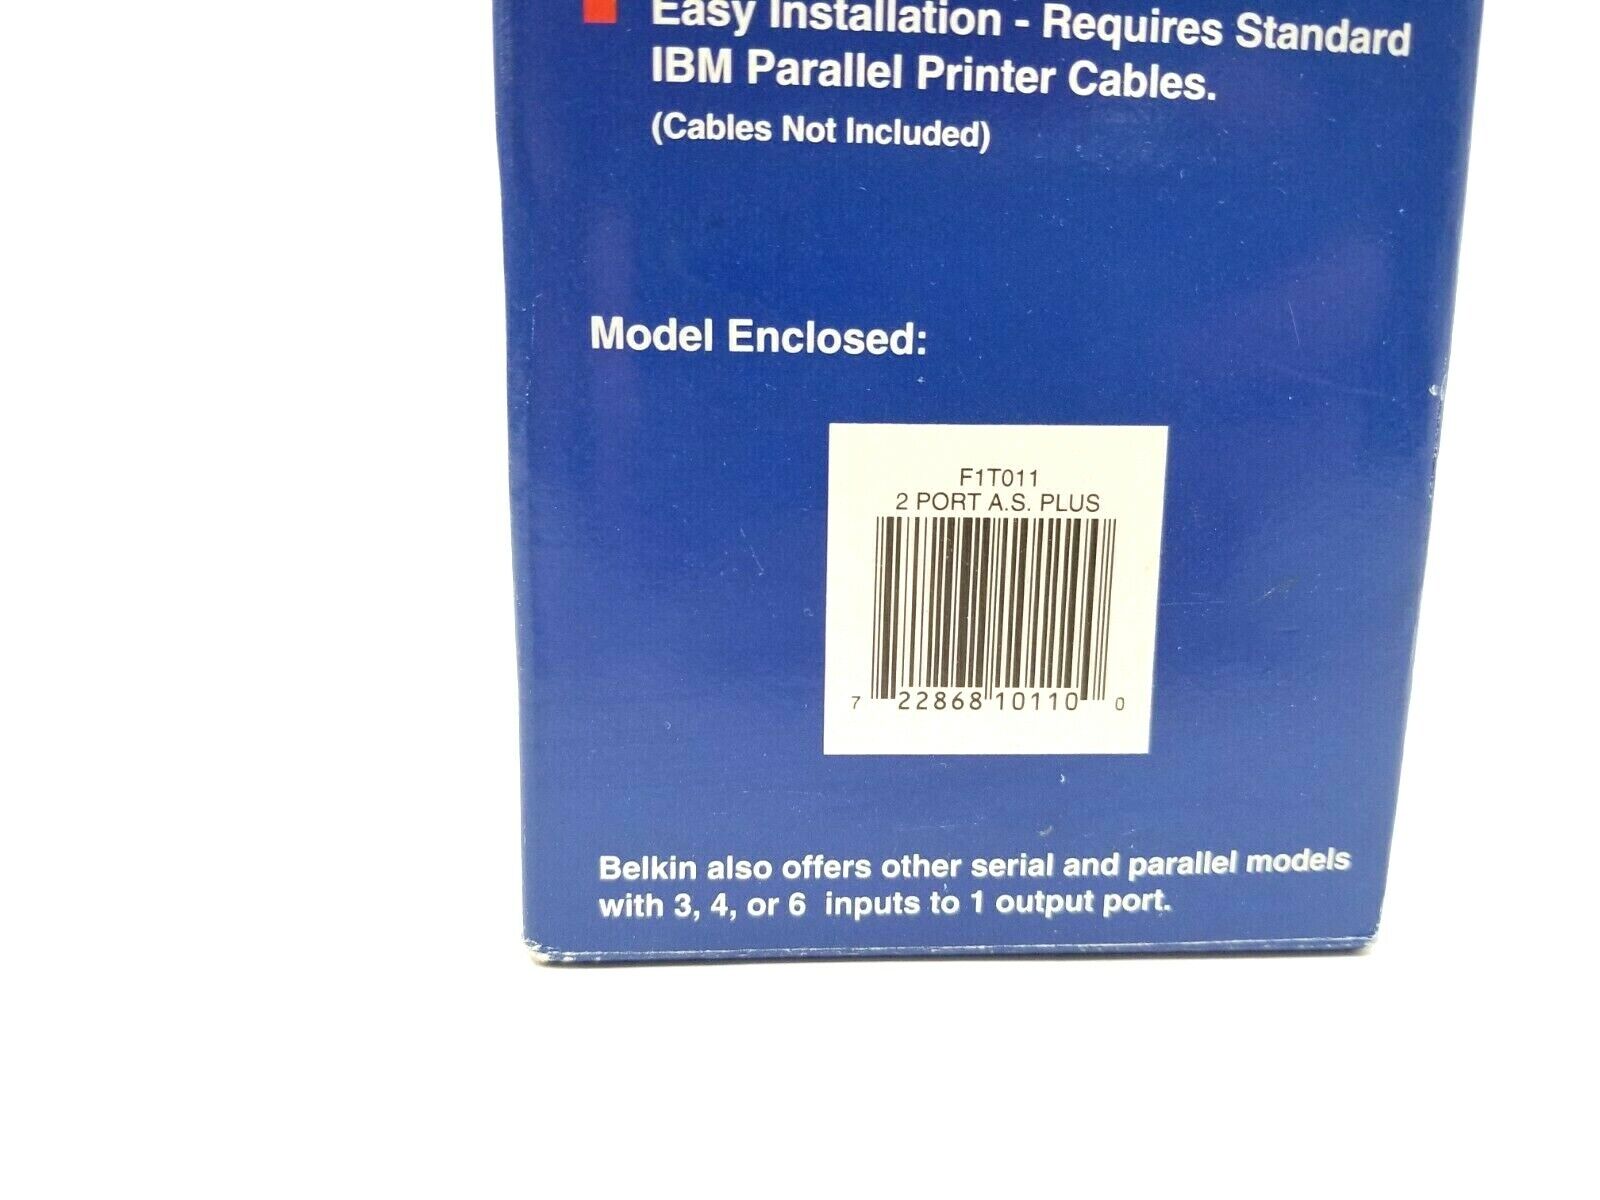 Easy Installation - Requires Standard
IBM Parallel Printer Cables.
(Cables Not Included)
Model Enclosed:
F1T011
2 PORT A.S. PLUS
7 22868 10110 0
Belkin also offers other serial and parallel models
with 3, 4, or 6 inputs to 1 output port.